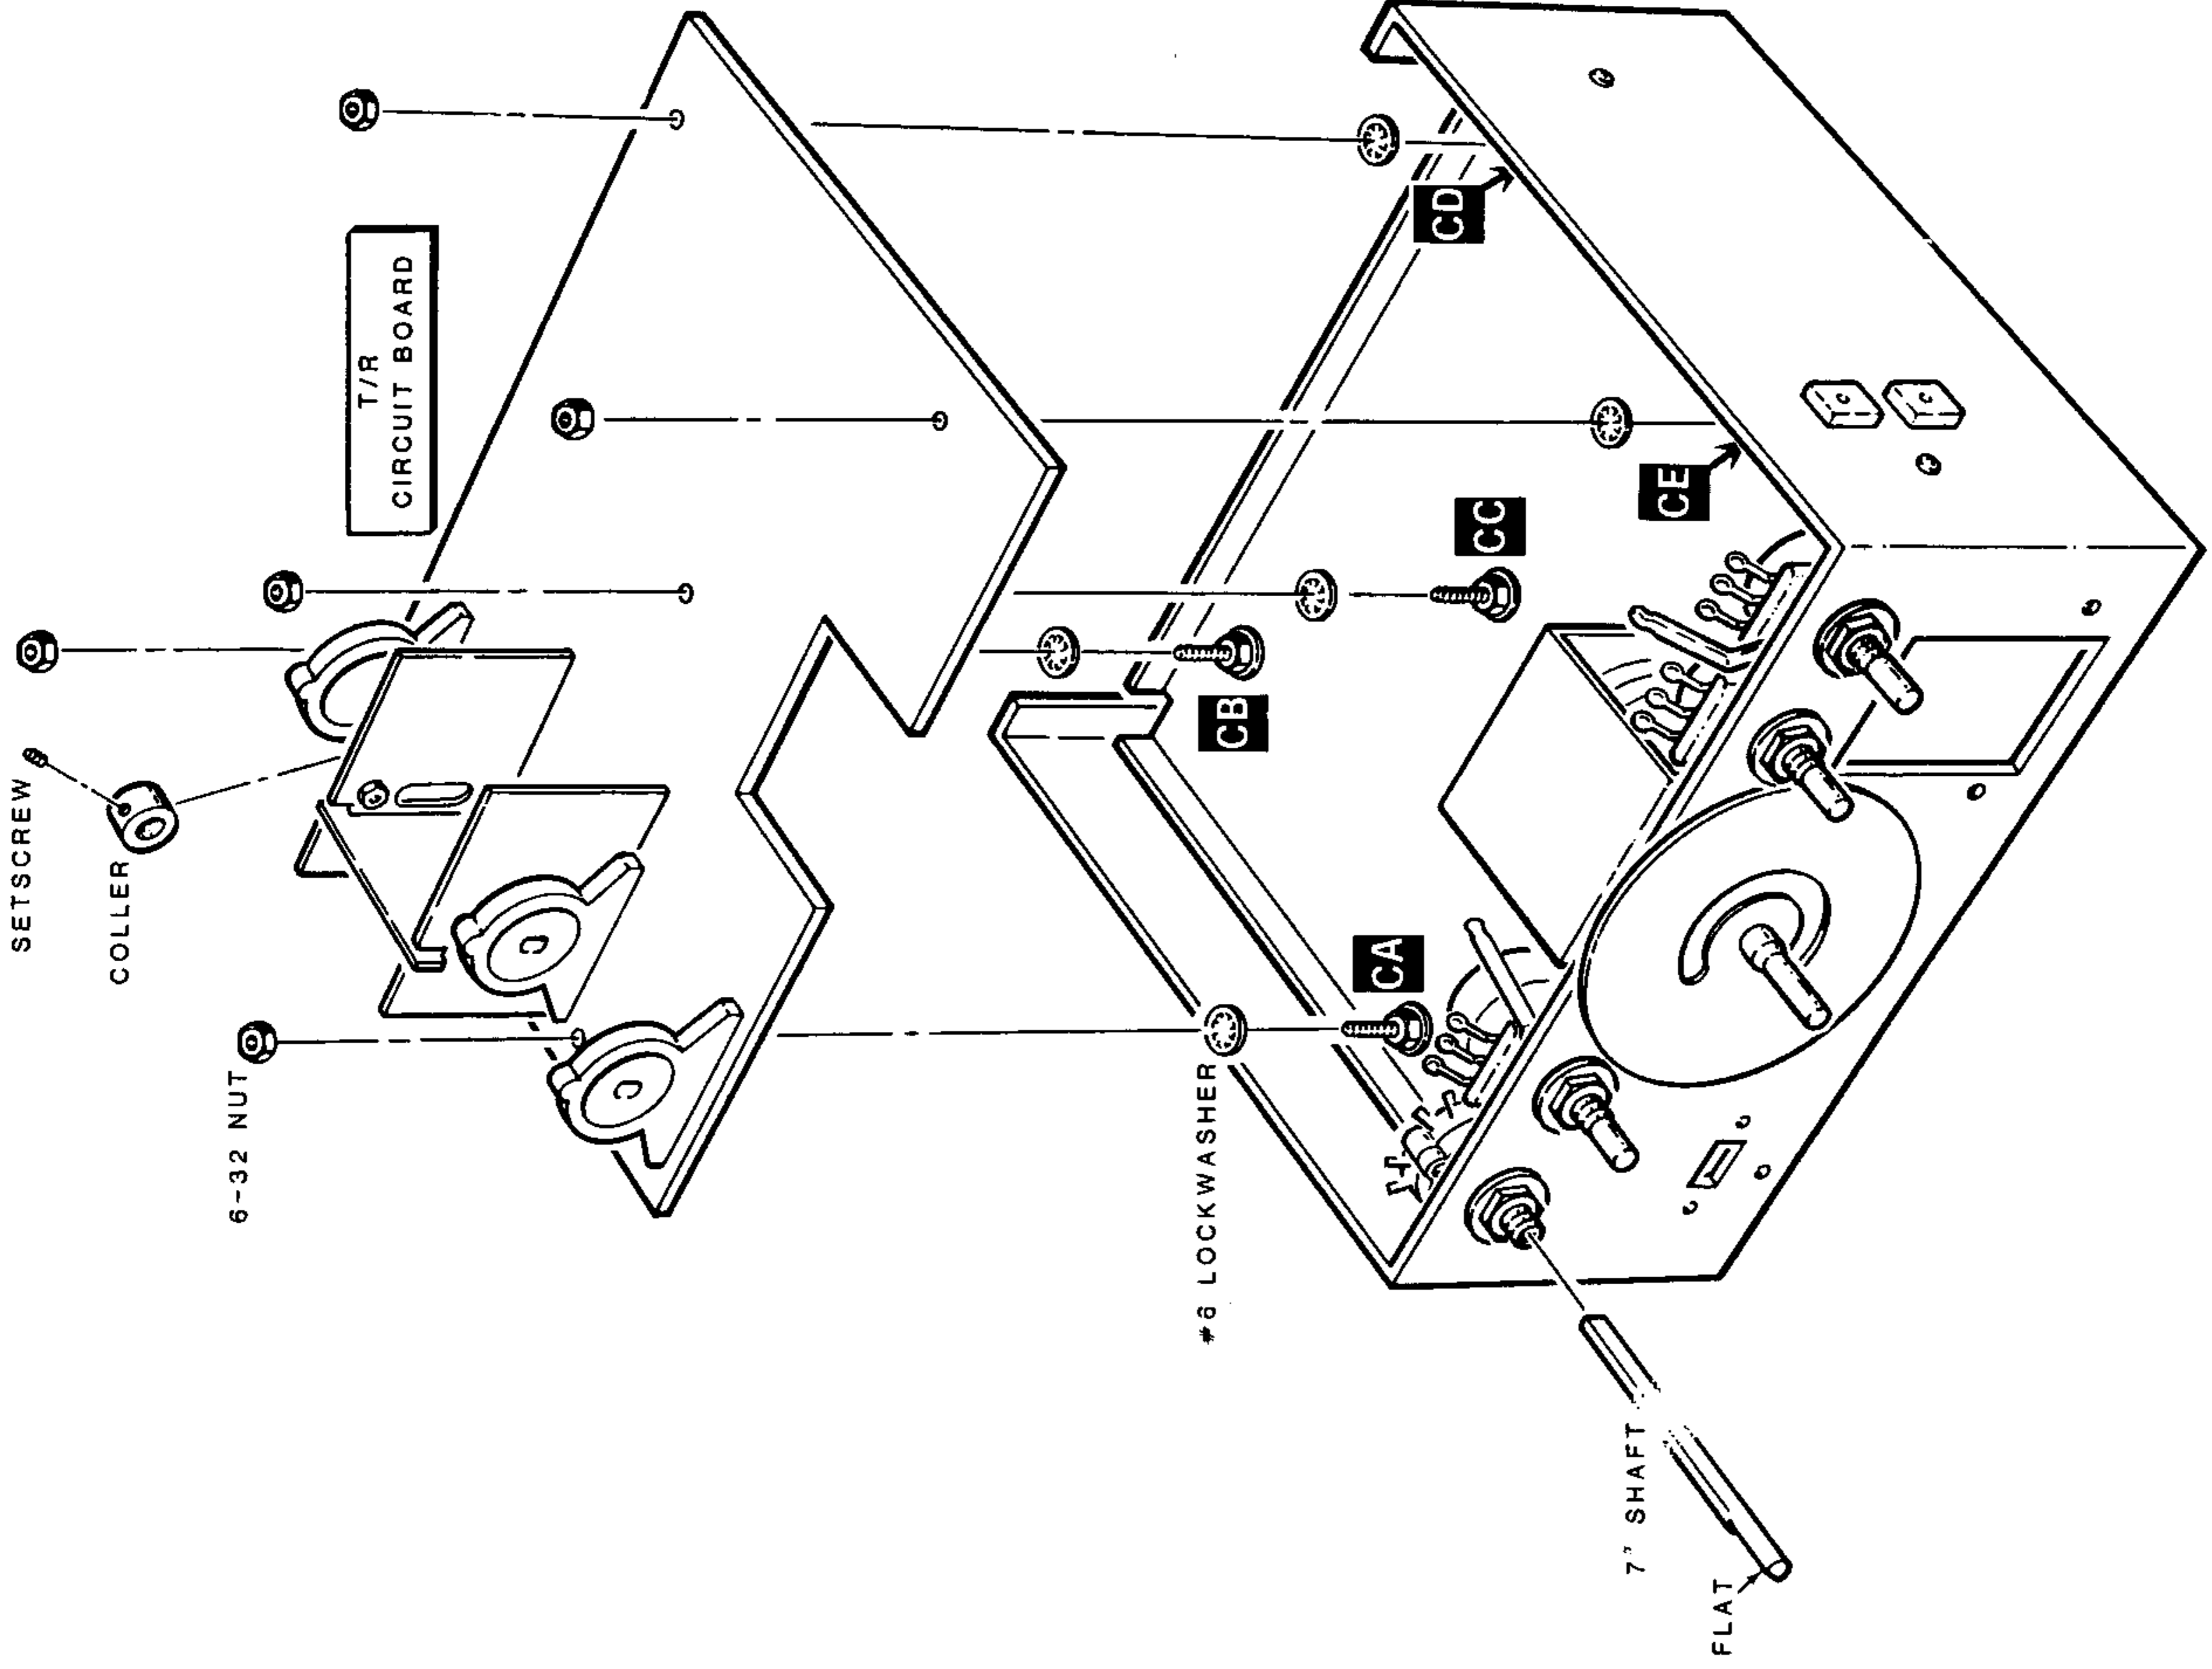 SETSCREW
COLLER
6-32 NUT
T/R
CIRCUIT BOARD
#6 LOCKWASHER
CA
CB
CC
CD
CE
C
C
C
C
7" SHAFT
FLAT